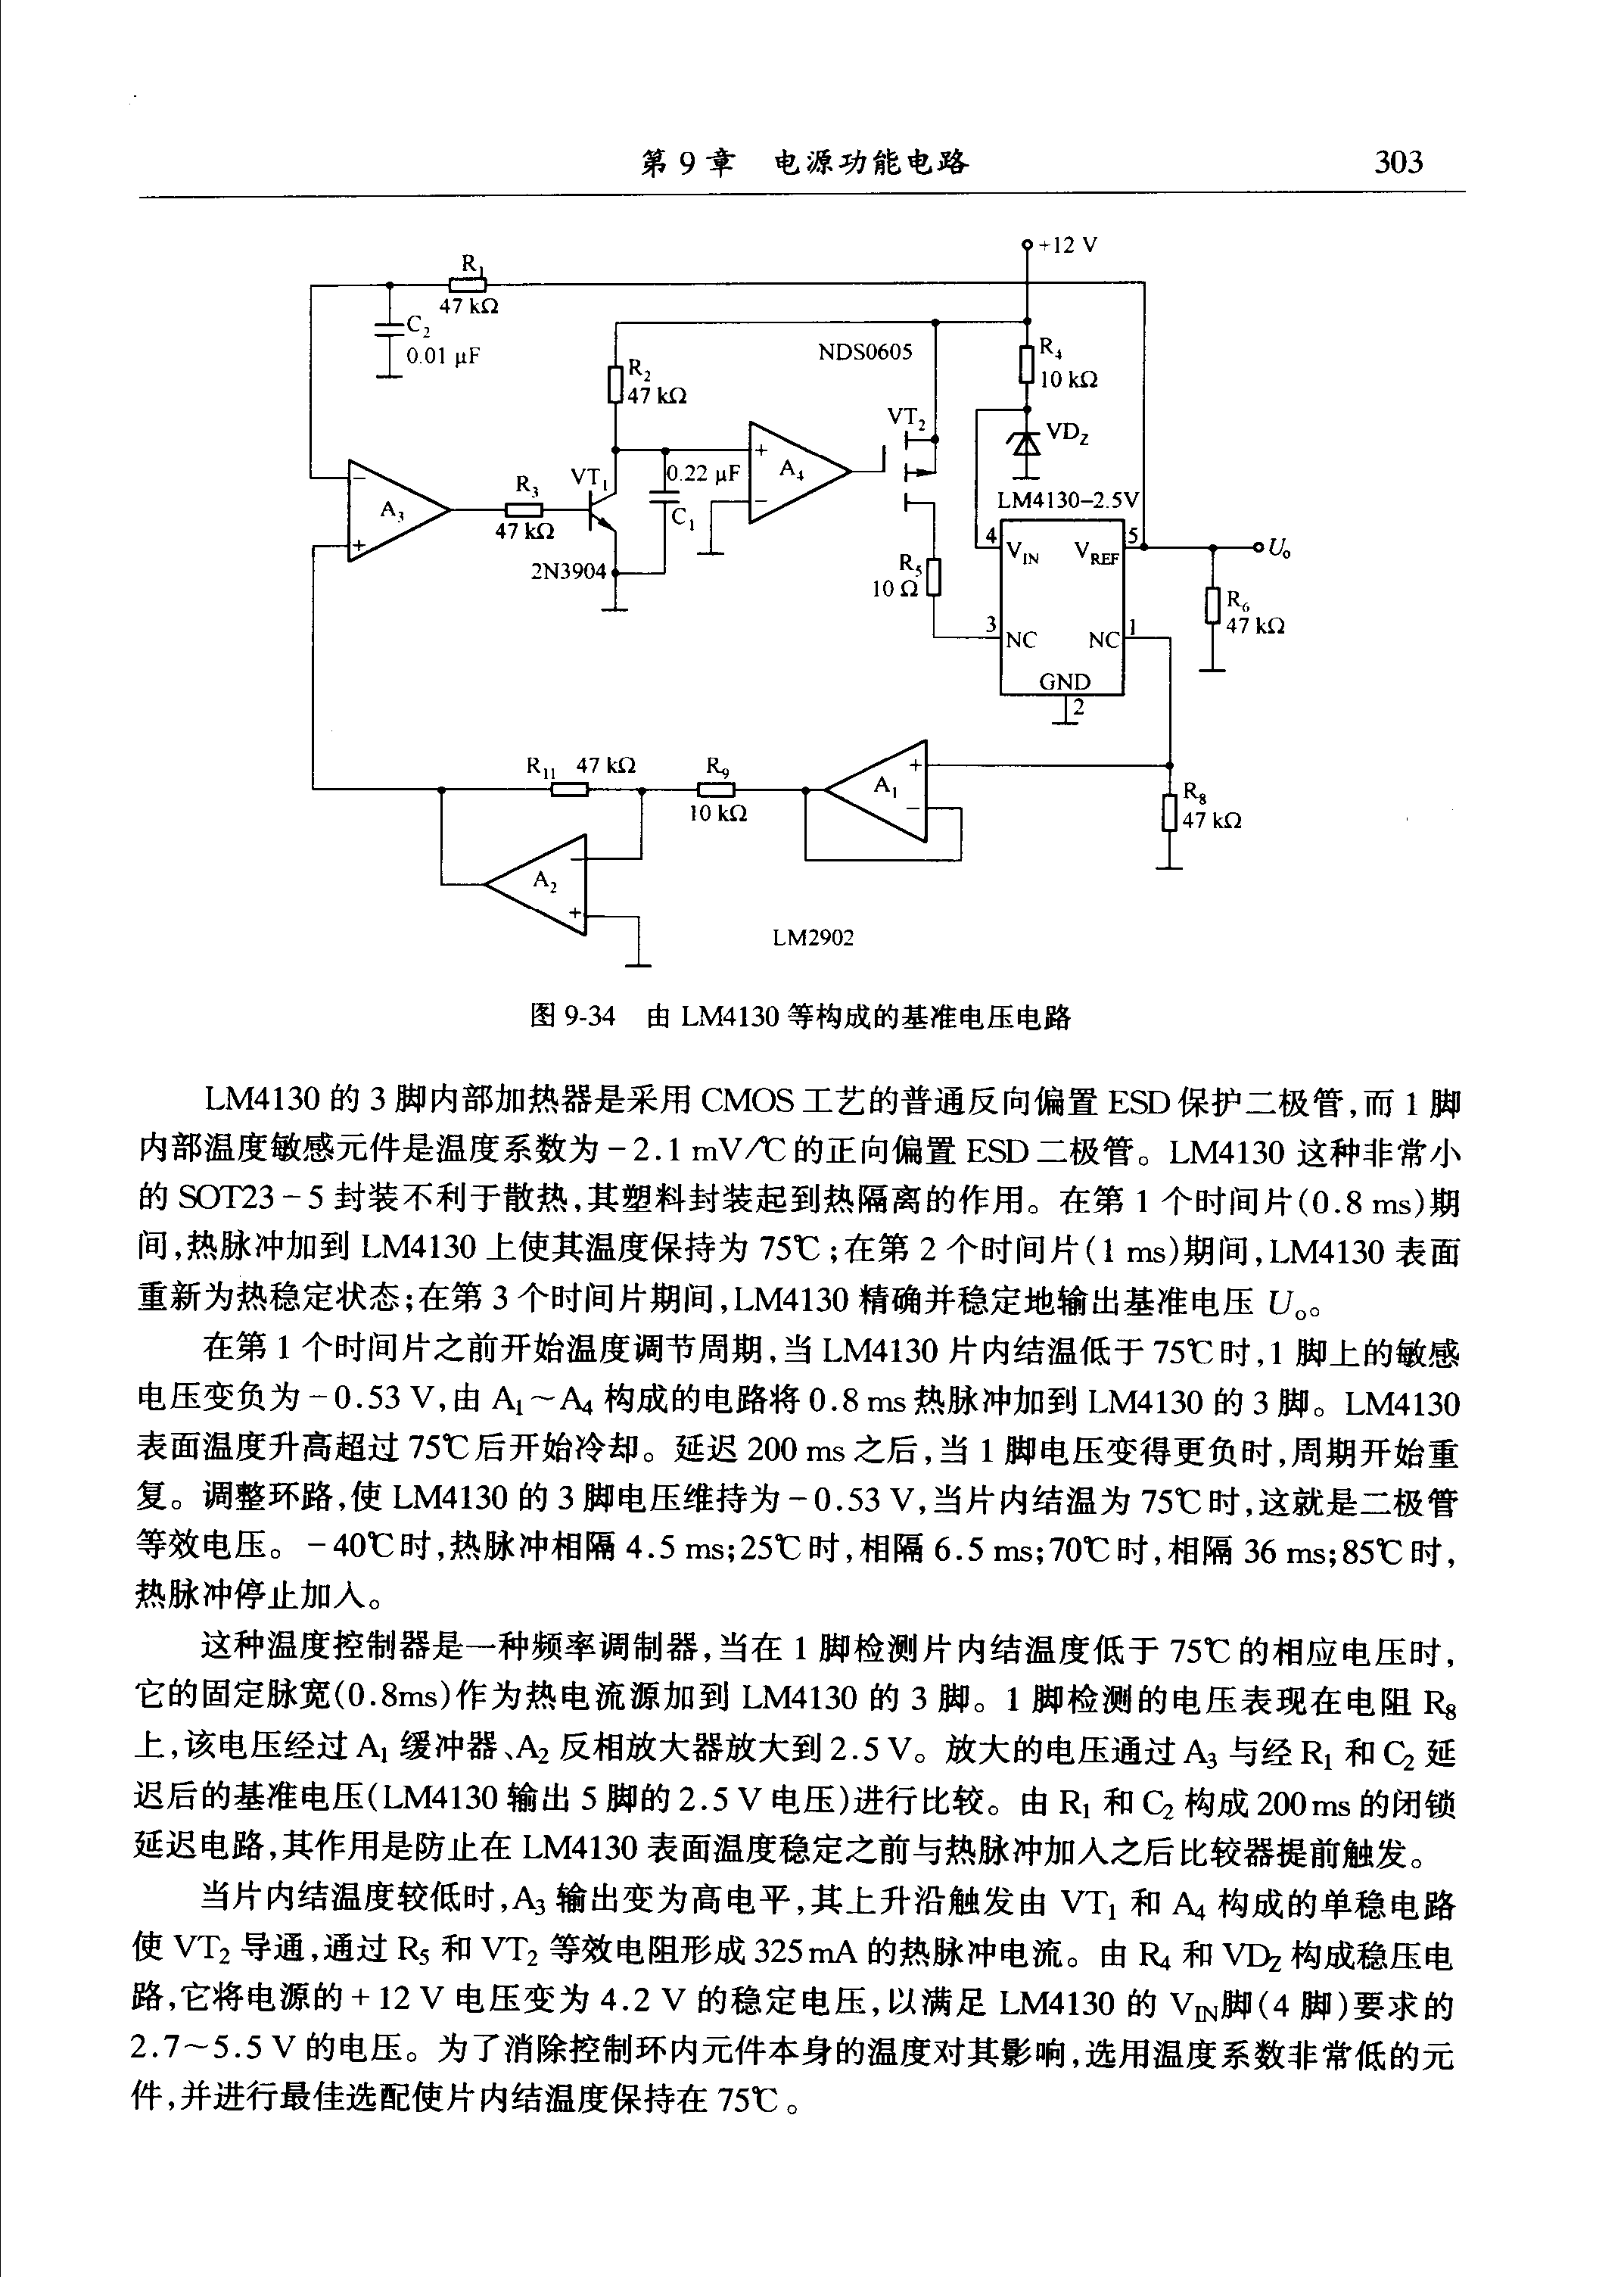 第 9 章 电源功能电路 303
+12 V
R1
47 kΩ
C2
0.01 μF
NDS0605
R4
10 kΩ
R2
47 kΩ
VT2
VDZ
+
0.22 μF
A4
−
R3
VT1
LM4130-2.5V
−
A3
+
47 kΩ
C1
4
VIN
VREF
5
Uo
2N3904
R5
10 Ω
R6
47 kΩ
3
NC
NC
1
GND
2
R11 47 kΩ
R9
10 kΩ
+
A1
−
R8
47 kΩ
−
A2
+
LM2902
图 9-34 由 LM4130 等构成的基准电压电路
LM4130 的 3 脚内部加热器是采用 CMOS 工艺的普通反向偏置 ESD 保护二极管,而 1 脚
内部温度敏感元件是温度系数为 -2.1 mV/℃ 的正向偏置 ESD 二极管。LM4130 这种非常小
的 SOT23-5 封装不利于散热,其塑料封装起到热隔离的作用。在第 1 个时间片(0.8 ms)期
间,热脉冲加到 LM4130 上使其温度保持为 75℃;在第 2 个时间片(1 ms)期间,LM4130 表面
重新为热稳定状态;在第 3 个时间片期间,LM4130 精确并稳定地输出基准电压 Uo。
在第 1 个时间片之前开始温度调节周期,当 LM4130 片内结温低于 75℃时,1 脚上的敏感
电压变负为 -0.53 V,由 A1~A4 构成的电路将 0.8 ms 热脉冲加到 LM4130 的 3 脚。LM4130
表面温度升高超过 75℃后开始冷却。延迟 200 ms 之后,当 1 脚电压变得更负时,周期开始重
复。调整环路,使 LM4130 的 3 脚电压维持为 -0.53 V,当片内结温为 75℃时,这就是二极管
等效电压。-40℃时,热脉冲相隔 4.5 ms;25℃时,相隔 6.5 ms;70℃时,相隔 36 ms;85℃时,
热脉冲停止加入。
这种温度控制器是一种频率调制器,当在 1 脚检测片内结温度低于 75℃的相应电压时,
它的固定脉宽(0.8ms)作为热电流源加到 LM4130 的 3 脚。1 脚检测的电压表现在电阻 R8
上,该电压经过 A1 缓冲器、A2 反相放大器放大到 2.5 V。放大的电压通过 A3 与经 R1 和 C2 延
迟后的基准电压(LM4130 输出 5 脚的 2.5 V 电压)进行比较。由 R1 和 C2 构成 200 ms 的闭锁
延迟电路,其作用是防止在 LM4130 表面温度稳定之前与热脉冲加入之后比较器提前触发。
当片内结温度较低时,A3 输出变为高电平,其上升沿触发由 VT1 和 A4 构成的单稳电路
使 VT2 导通,通过 R5 和 VT2 等效电阻形成 325 mA 的热脉冲电流。由 R4 和 VDZ 构成稳压电
路,它将电源的 +12 V 电压变为 4.2 V 的稳定电压,以满足 LM4130 的 VIN脚(4 脚)要求的
2.7~5.5 V 的电压。为了消除控制环内元件本身的温度对其影响,选用温度系数非常低的元
件,并进行最佳选配使片内结温度保持在 75℃。